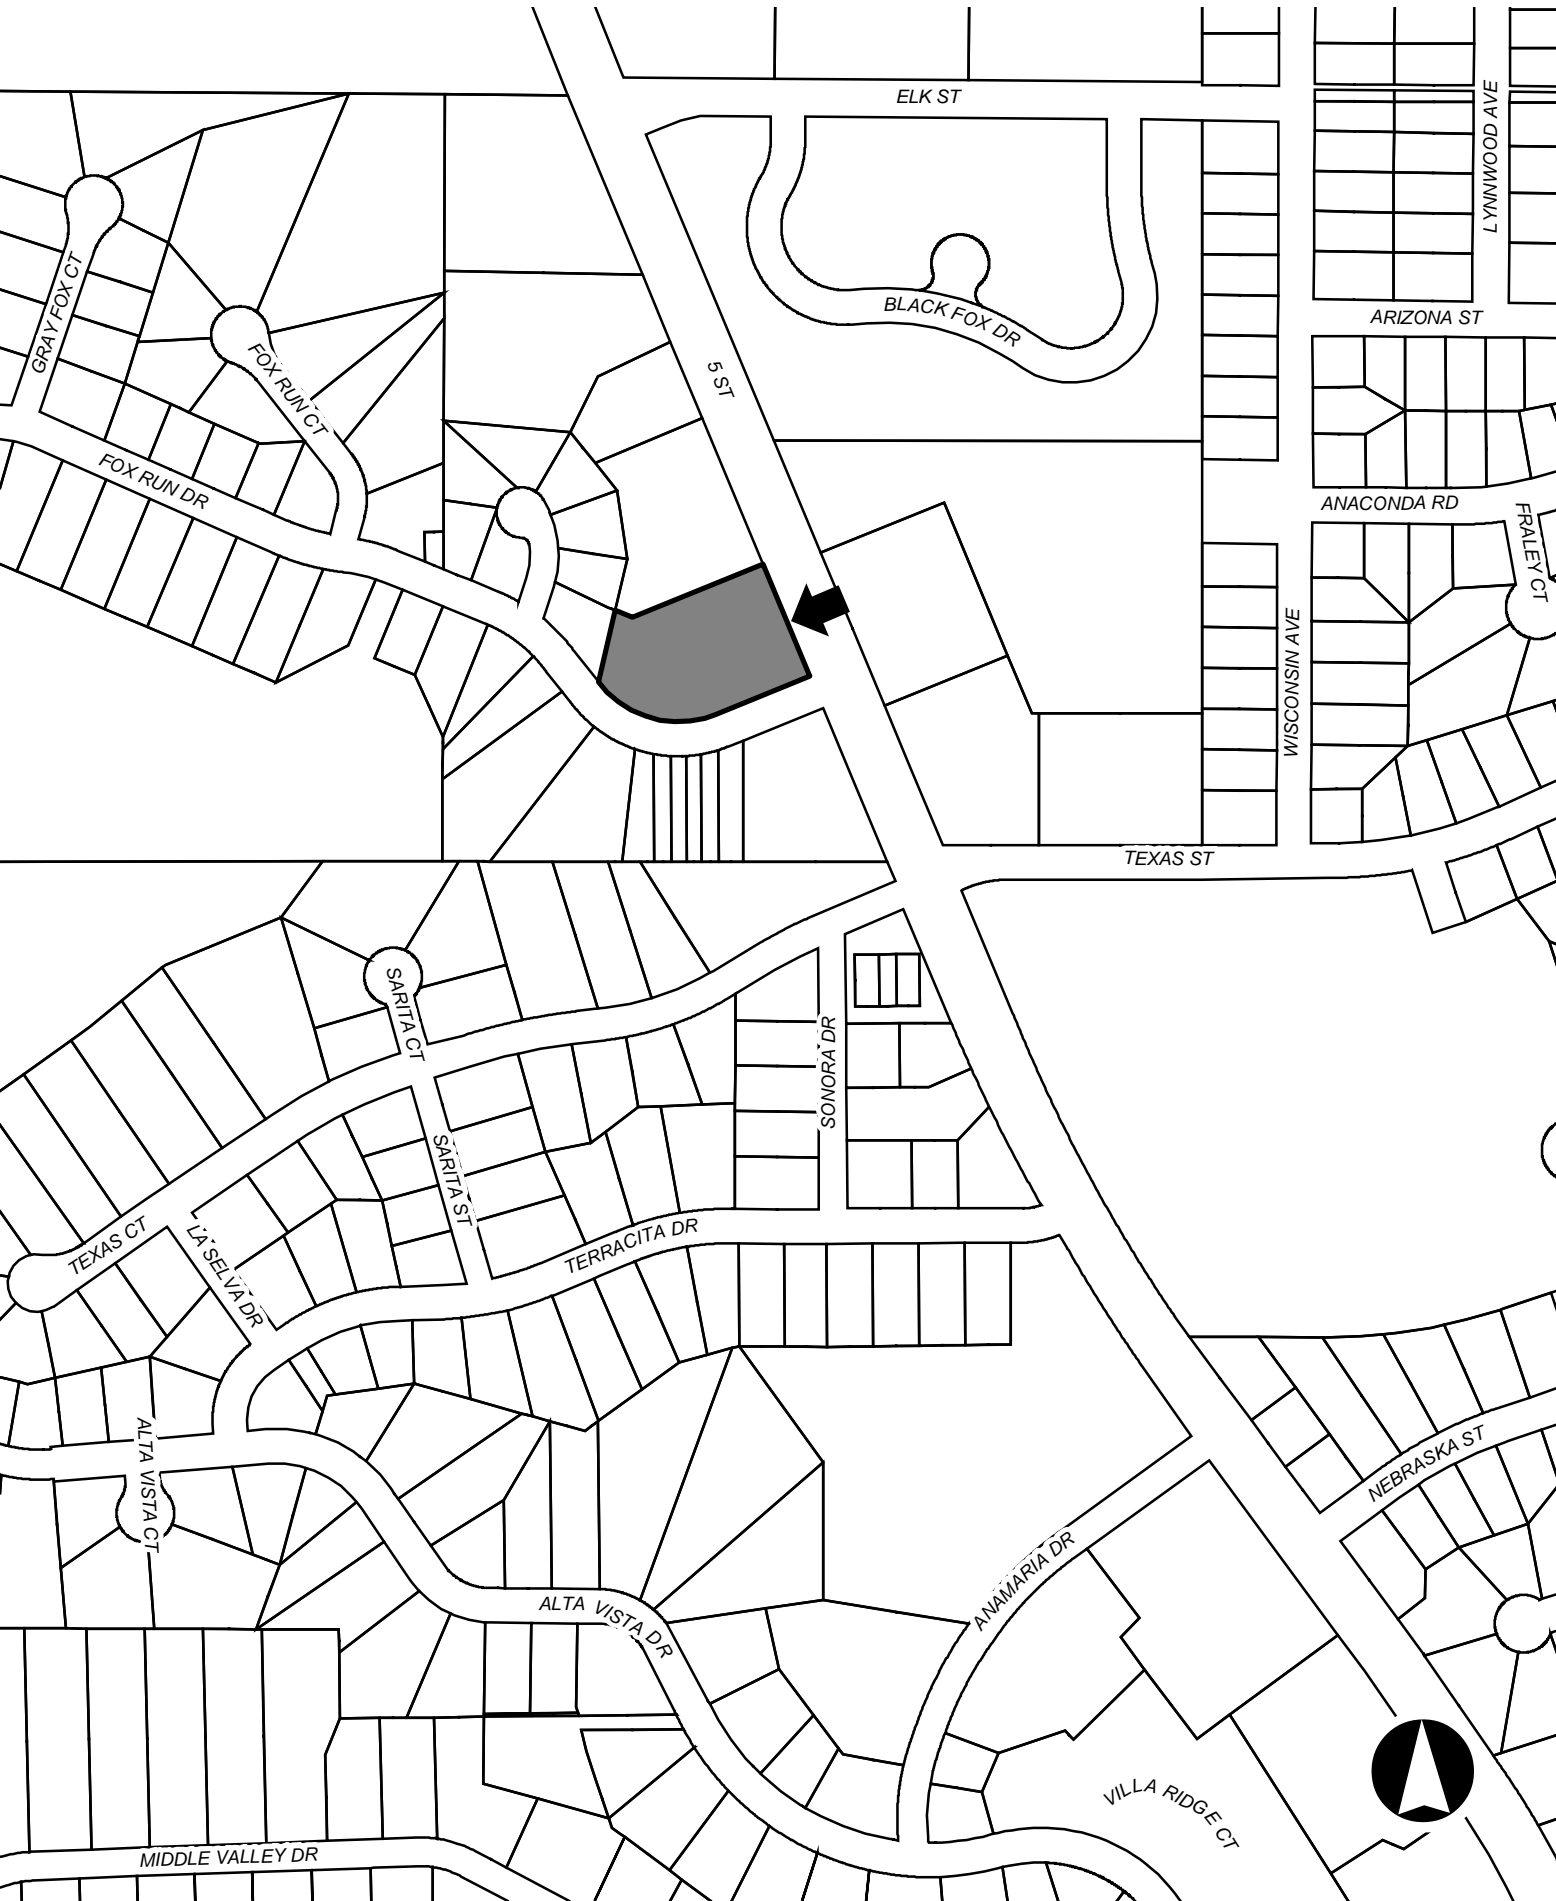 ELK ST
LYNNWOOD AVE
GRAY FOX CT
BLACK FOX DR
ARIZONA ST
FOX RUN CT
5 ST
FOX RUN DR
ANACONDA RD
FRALEY CT
WISCONSIN AVE
TEXAS ST
SARITA CT
SONORA DR
SARITA ST
TEXAS CT
LA SELVA DR
TERRACITA DR
ALTA VISTA CT
NEBRASKA ST
ANAMARIA DR
ALTA VISTA DR
VILLA RIDGE CT
MIDDLE VALLEY DR